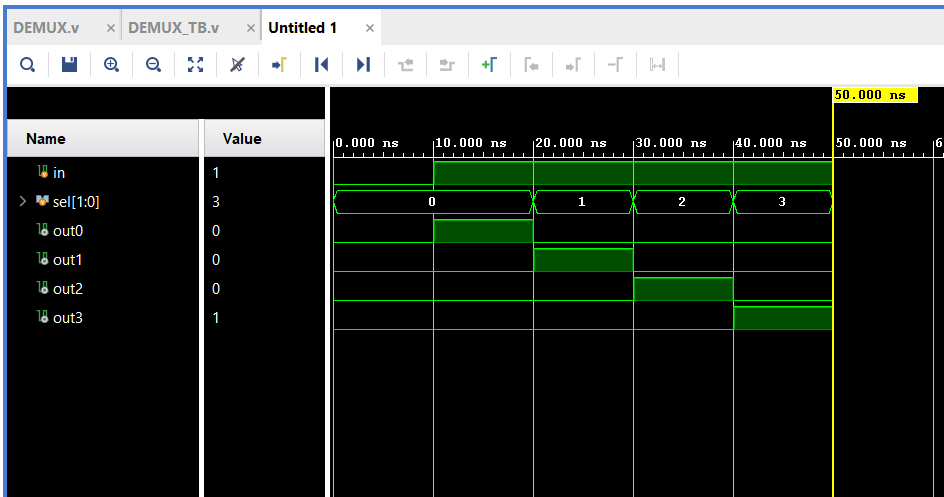 DEMUX.v × DEMUX_TB.v × Untitled 1 ×
50.000 ns
Name Value
0.000 ns 10.000 ns 20.000 ns 30.000 ns 40.000 ns 50.000 ns 6
in 1
sel[1:0] 3 0 1 2 3
out0 0
out1 0
out2 0
out3 1